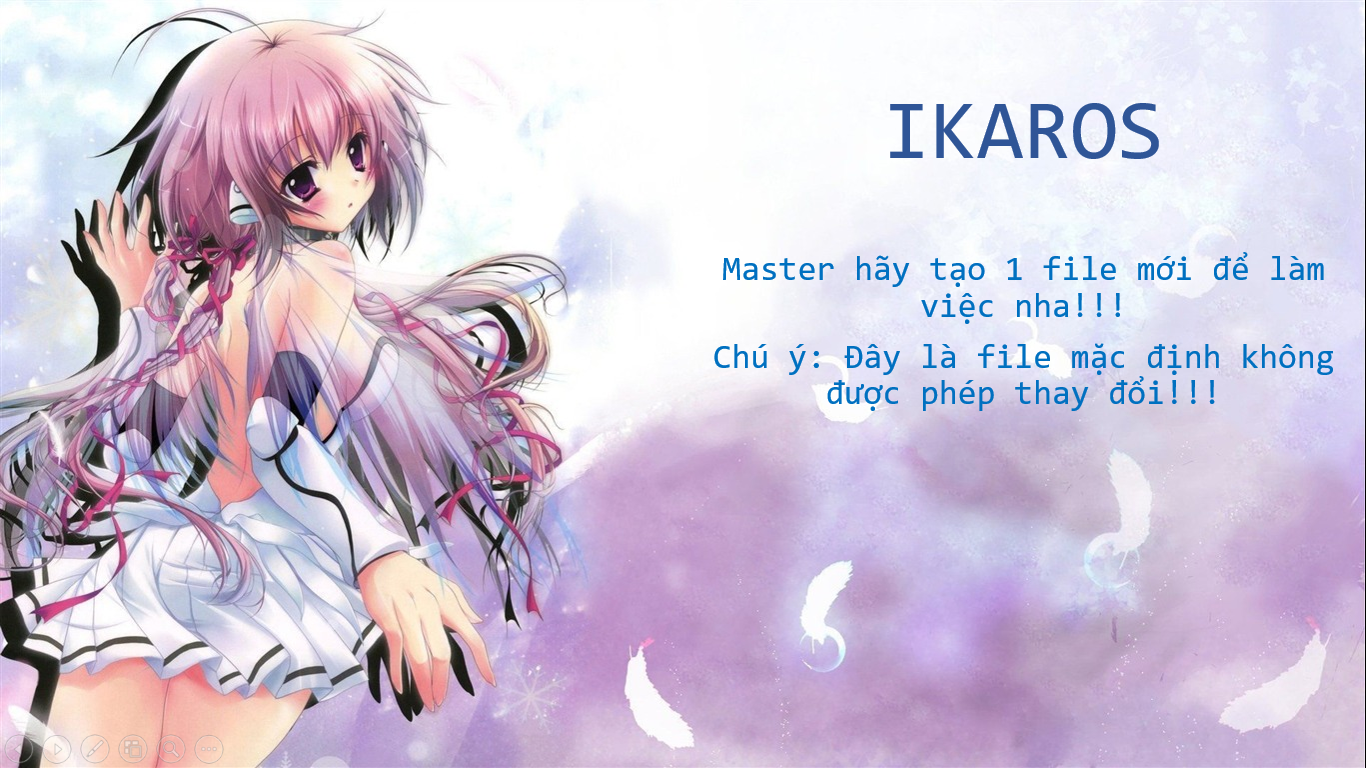 IKAROS
Master hãy tạo 1 file mới để làm
việc nha!!!
Chú ý: Đây là file mặc định không
được phép thay đổi!!!